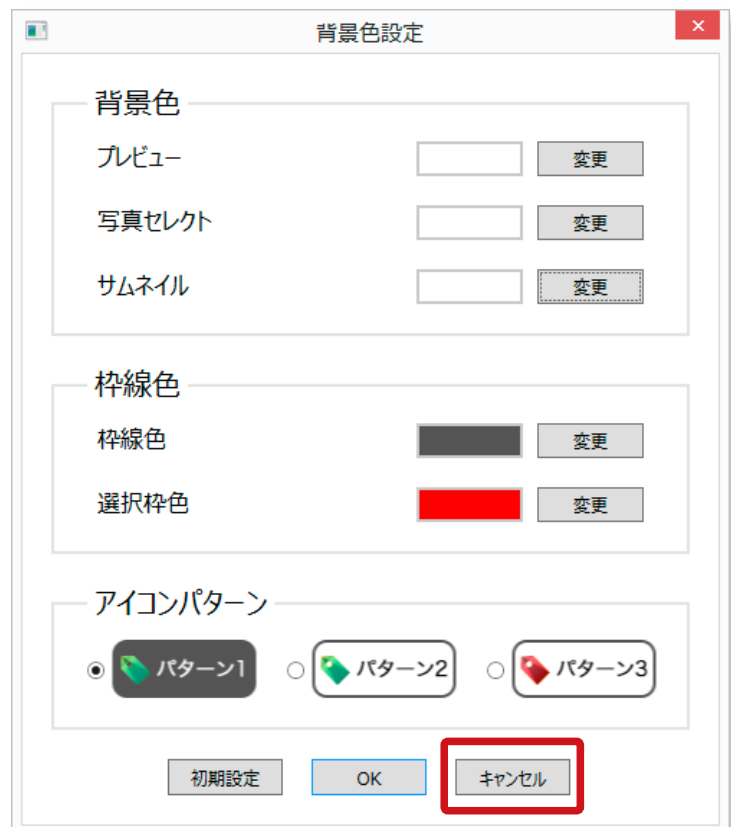 背景色設定
背景色
プレビュー 変更
写真セレクト 変更
サムネイル 変更
枠線色
枠線色 変更
選択枠色 変更
アイコンパターン
パターン1 パターン2 パターン3
初期設定 OK キャンセル